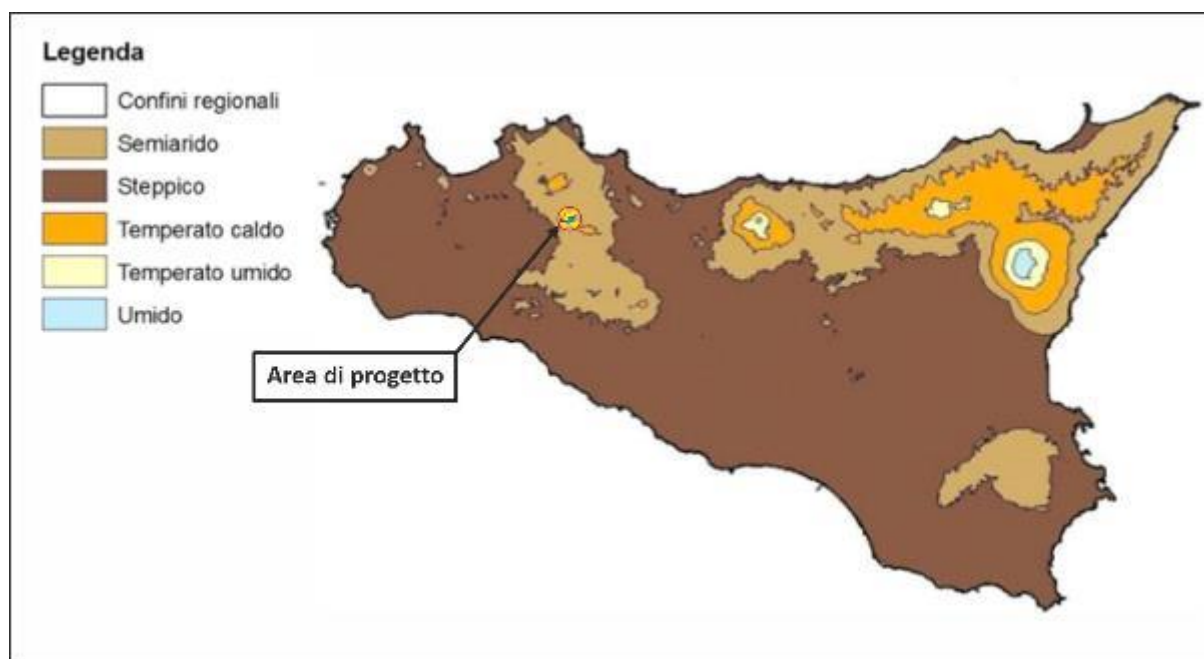 Legenda
Confini regionali
Semiarido
Steppico
Temperato caldo
Temperato umido
Umido
Area di progetto